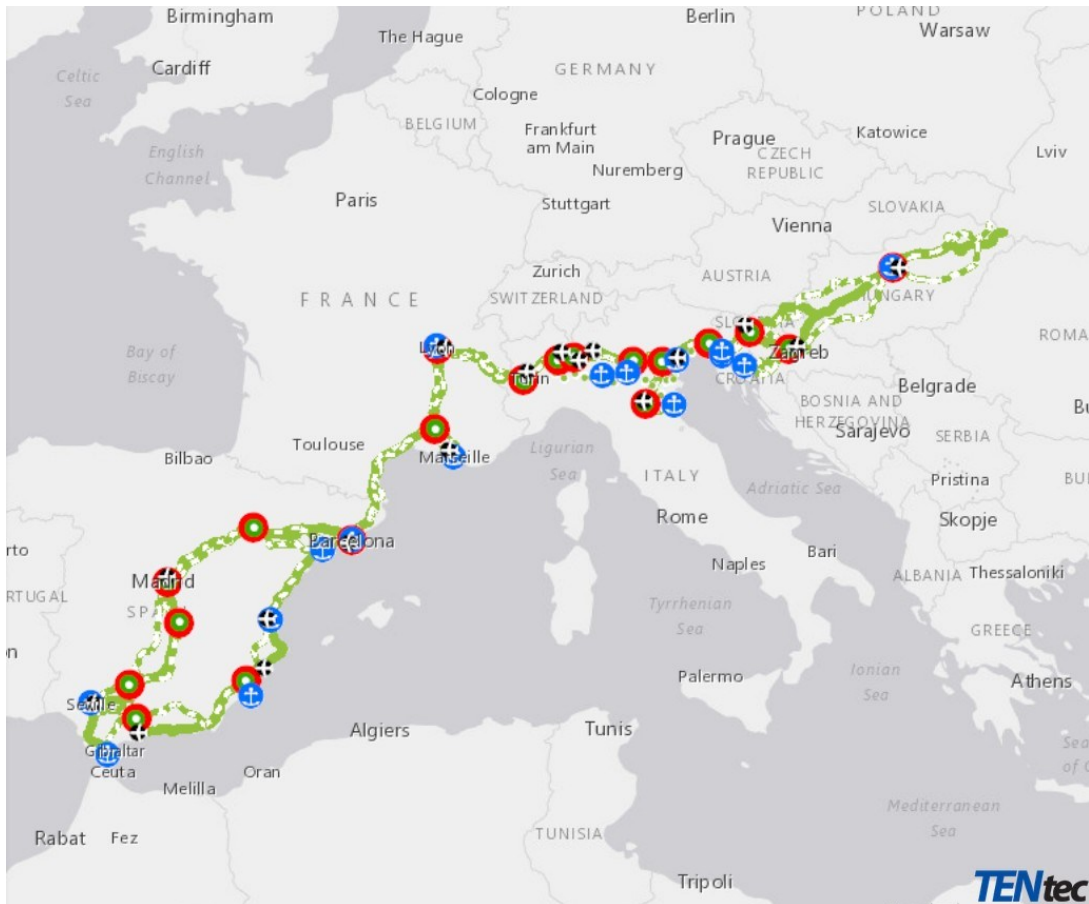 Birmingham
Berlin
POLAND
The Hague
Warsaw
Celtic
Sea
Cardiff
GERMANY
Cologne
BELGIUM
Frankfurt
am Main
Prague
Katowice
English
Channel
CZECH
REPUBLIC
Lviv
Nuremberg
Paris
Stuttgart
SLOVAKIA
Vienna
Zurich
AUSTRIA
FRANCE
SWITZERLAND
HUNGARY
Lyon
Bay of
Biscay
Turin
Zagreb
CROATIA
Belgrade
BOSNIA AND
HERZEGOVINA
Toulouse
Marseille
Ligurian
Sea
Sarajevo
SERBIA
Bilbao
ITALY
Adriatic Sea
Pristina
Rome
Skopje
Barcelona
Bari
Naples
ALBANIA
Thessaloniki
Madrid
Tyrrhenian
Sea
GREECE
Palermo
Ionian
Sea
Athens
Seville
Algiers
Tunis
Gibraltar
Ceuta
Oran
Melilla
Mediterranean
Sea
Rabat
Fez
TUNISIA
Tripoli
TENtec